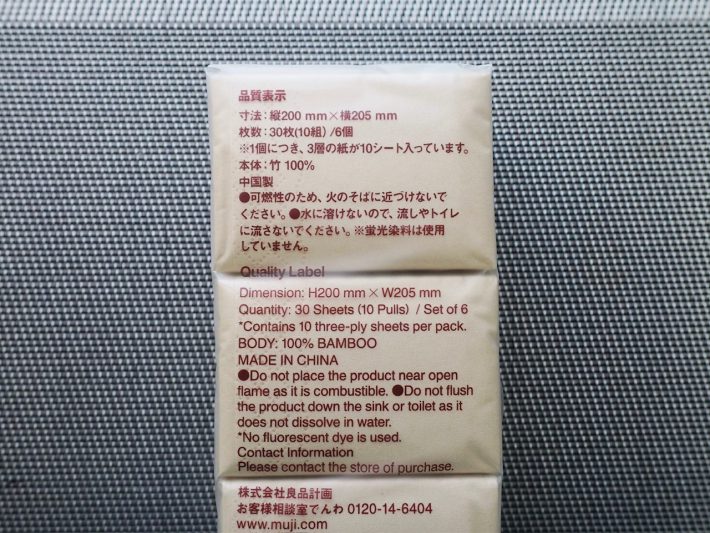 品質表示
寸法：縦200 mm×横205 mm
枚数：30枚(10組) /6個
※1個につき、3層の紙が10シート入っています。
本体：竹 100%
中国製
●可燃性のため、火のそばに近づけないで
ください。●水に溶けないので、流しやトイレ
に流さないでください。※蛍光染料は使用
していません。
Quality Label
Dimension: H200 mm × W205 mm
Quantity: 30 Sheets (10 Pulls) / Set of 6
*Contains 10 three-ply sheets per pack.
BODY: 100% BAMBOO
MADE IN CHINA
●Do not place the product near open
flame as it is combustible. ●Do not flush
the product down the sink or toilet as it
does not dissolve in water.
*No fluorescent dye is used.
Contact Information
Please contact the store of purchase.
株式会社良品計画
お客様相談室でんわ 0120-14-6404
www.muji.com